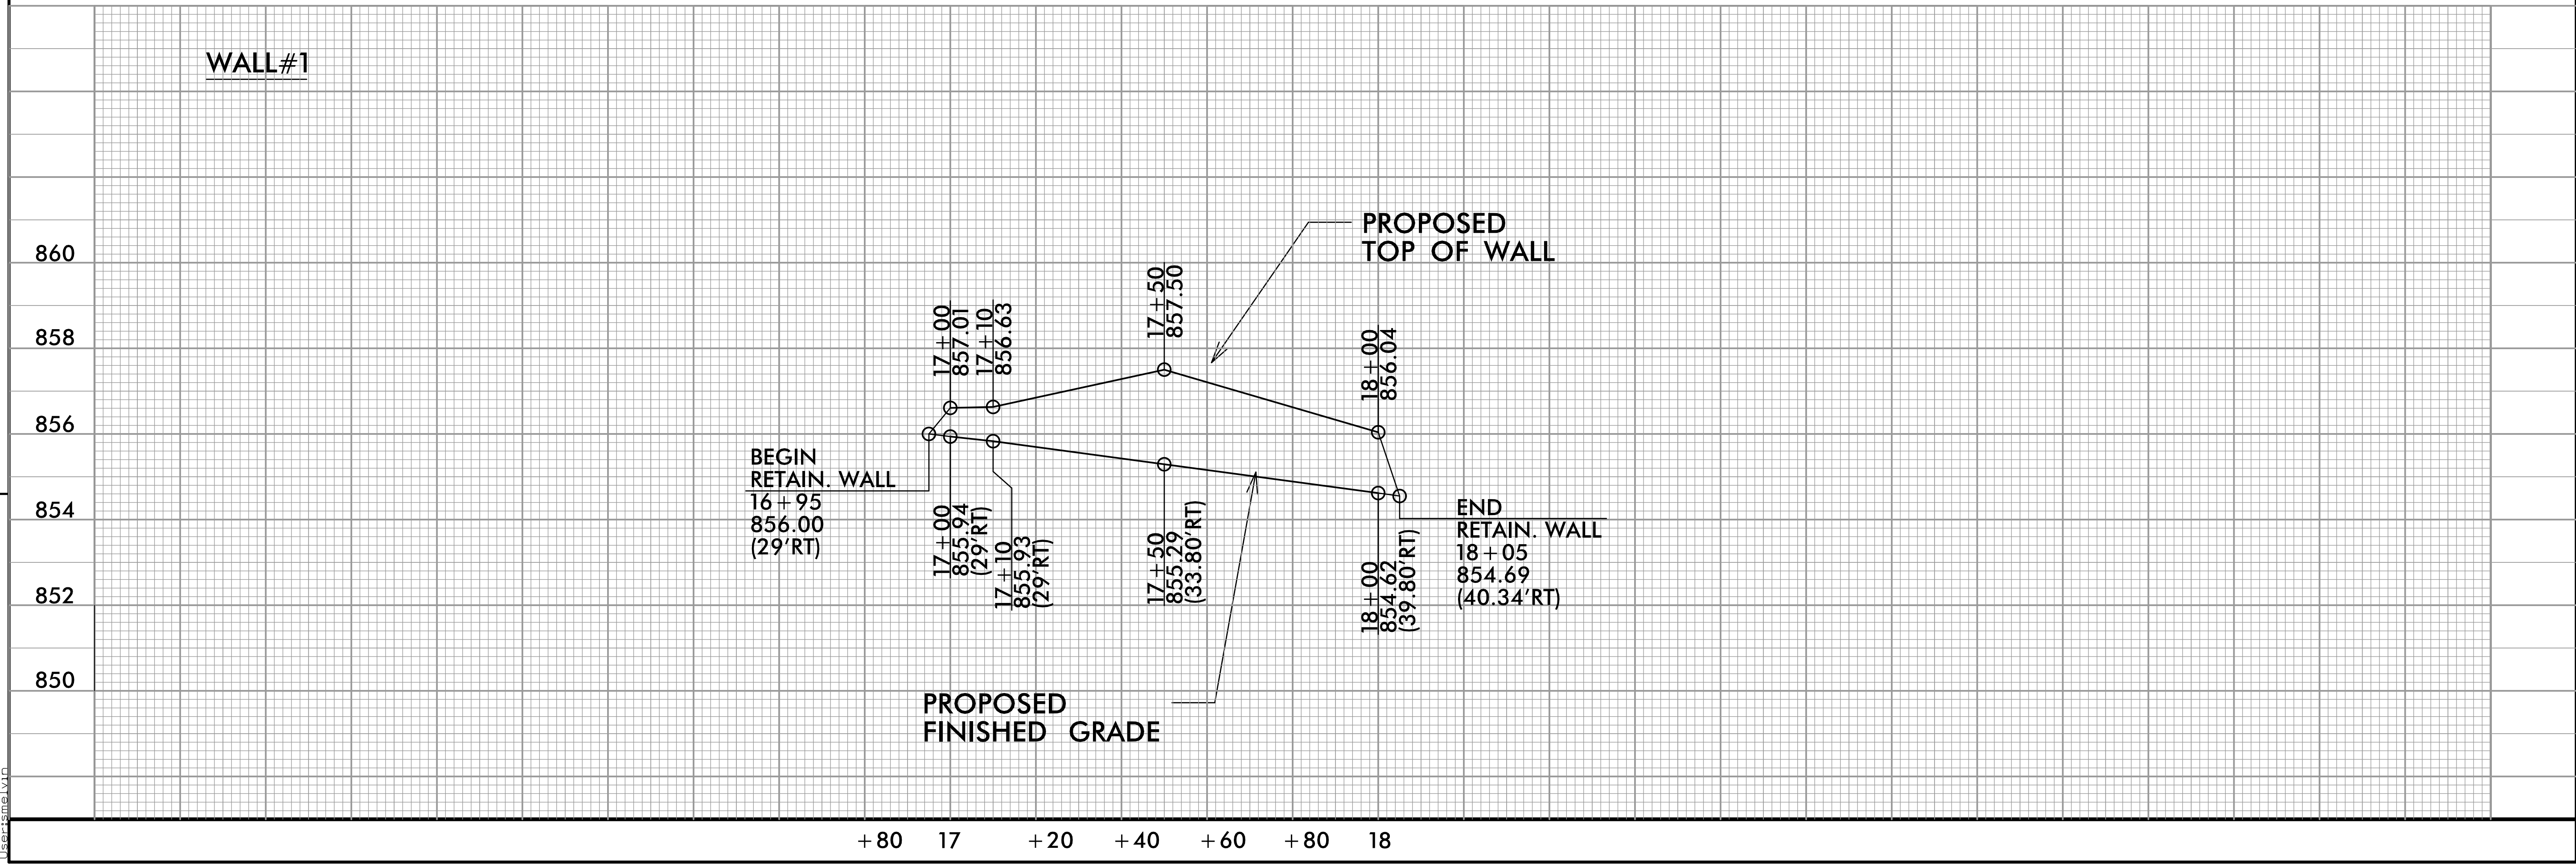 WALL#1
860
858
856
854
852
850
PROPOSED
TOP OF WALL
17+00
857.01
17+10
856.63
17+50
857.50
18+00
856.04
BEGIN
RETAIN. WALL
16+95
856.00
(29'RT)
17+00
855.94
(29'RT)
17+10
855.93
(29'RT)
17+50
855.29
(33.80'RT)
18+00
854.62
(39.80'RT)
END
RETAIN. WALL
18+05
854.69
(40.34'RT)
PROPOSED
FINISHED GRADE
+80 17 +20 +40 +60 +80 18
User:smelvin